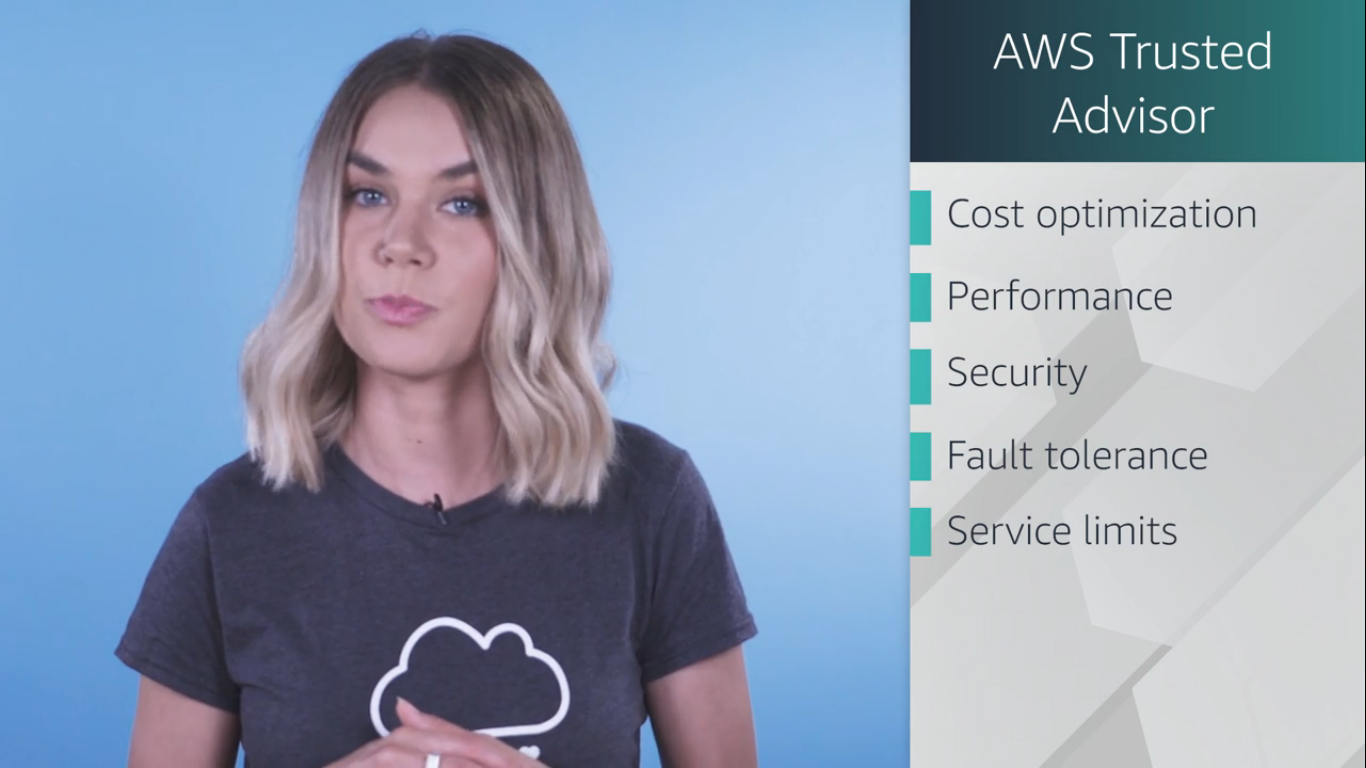 AWS Trusted
Advisor
Cost optimization
Performance
Security
Fault tolerance
Service limits